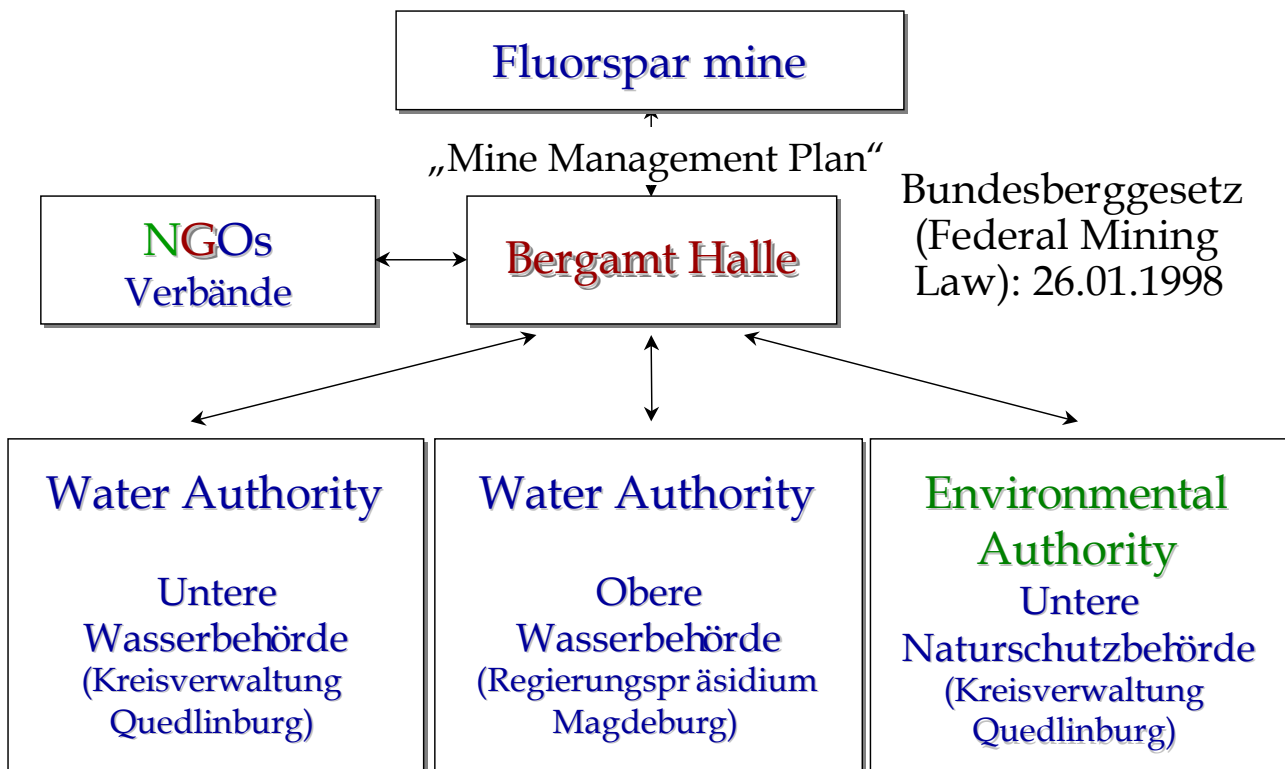 Fluorspar mine
„Mine Management Plan“
NGOs
Verbände
Bergamt Halle
Bundesberggesetz
(Federal Mining
Law): 26.01.1998
Water Authority
Untere
Wasserbehörde
(Kreisverwaltung
Quedlinburg)
Water Authority
Obere
Wasserbehörde
(Regierungspr äsidium
Magdeburg)
Environmental
Authority
Untere
Naturschutzbehörde
(Kreisverwaltung
Quedlinburg)